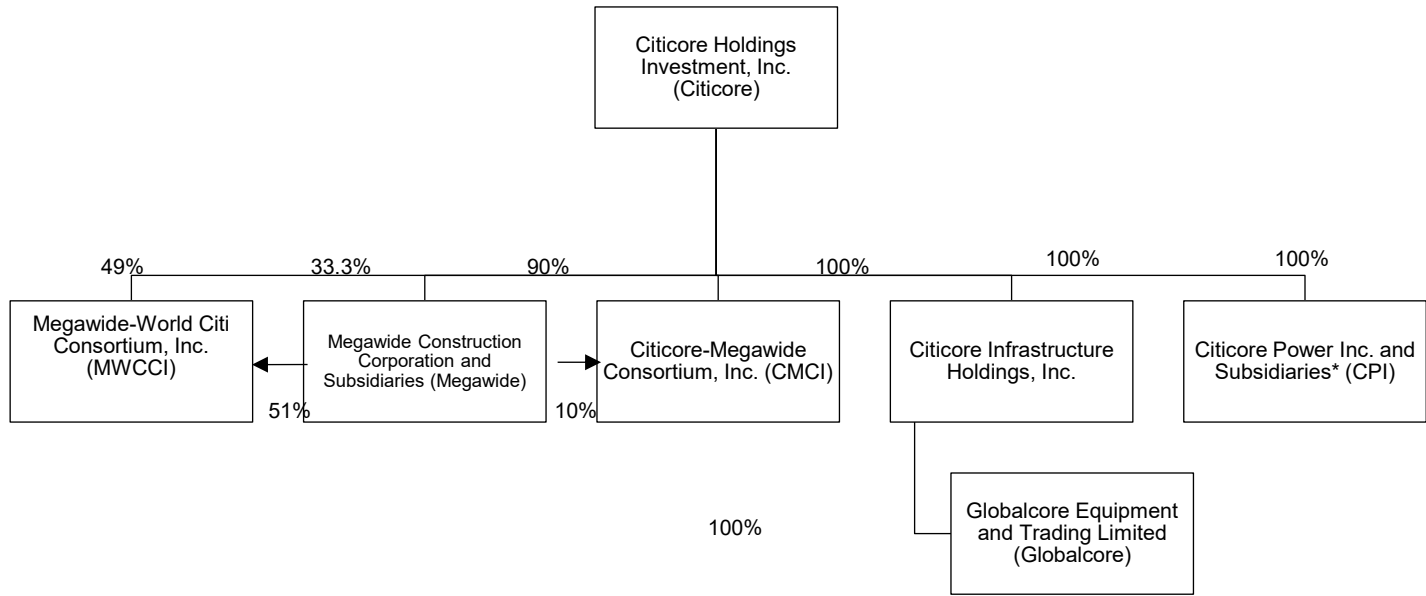 Citicore Holdings
Investment, Inc.
(Citicore)
49%
33.3%
90%
100%
100%
100%
Megawide-World Citi
Consortium, Inc.
(MWCCI)
Megawide Construction
Corporation and
Subsidiaries (Megawide)
Citicore-Megawide
Consortium, Inc. (CMCI)
Citicore Infrastructure
Holdings, Inc.
Citicore Power Inc. and
Subsidiaries* (CPI)
51%
10%
Globalcore Equipment
and Trading Limited
(Globalcore)
100%